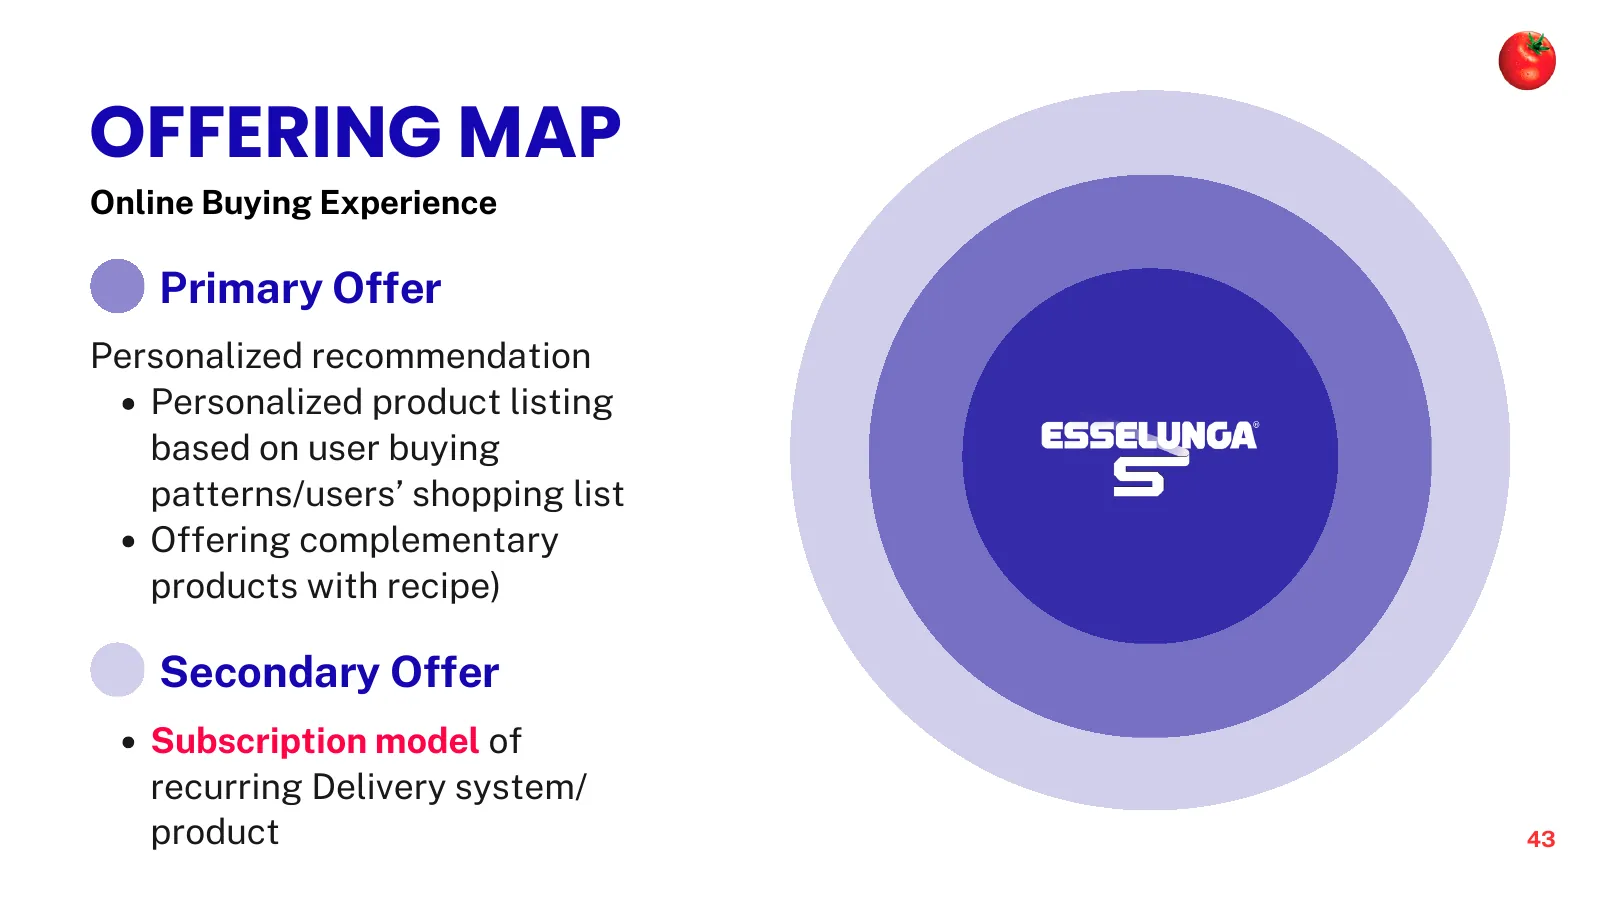 OFFERING MAP
Online Buying Experience
Primary Offer
Personalized recommendation
• Personalized product listing
based on user buying
patterns/users’ shopping list
• Offering complementary
products with recipe)
Secondary Offer
• Subscription model of
recurring Delivery system/
product
ESSELUNGA®
S
43